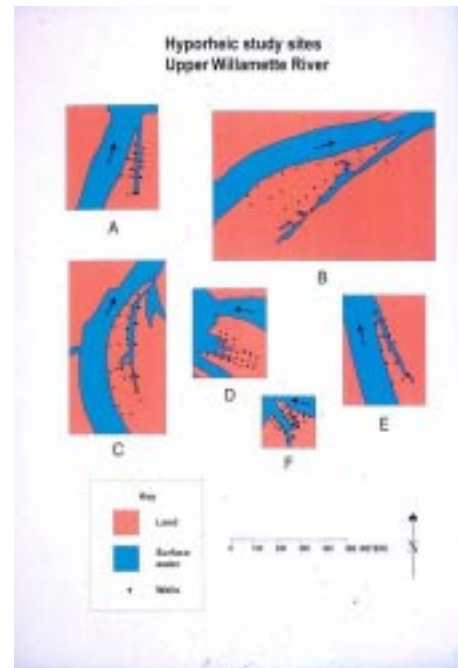 Hyporheic study sites
Upper Willamette River
A
B
C
D
E
F
Key
Land
Surface
water
Wells
N